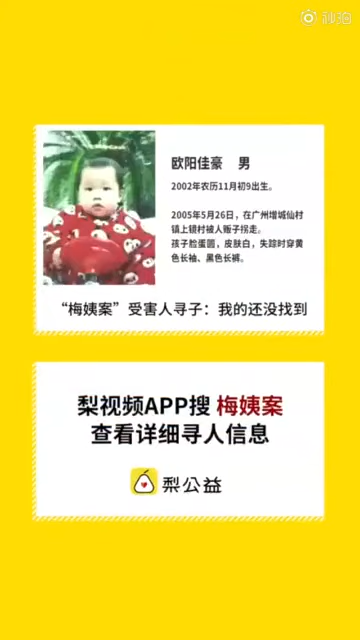 秒拍
欧阳佳豪 男
2002年农历11月初9出生。
2005年5月26日，在广州增城仙村
镇上镜村被人贩子拐走。
孩子脸蛋圆，皮肤白，失踪时穿黄
色长袖、黑色长裤。
“梅姨案”受害人寻子：我的还没找到
梨视频APP搜 梅姨案
查看详细寻人信息
梨公益